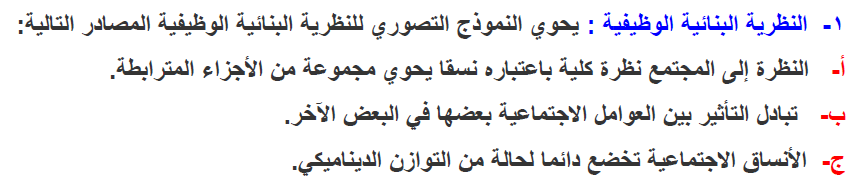 ١- النظرية البنائية الوظيفية : يحوي النموذج التصوري للنظرية البنائية الوظيفية المصادر التالية:
أ- النظرة إلى المجتمع نظرة كلية باعتباره نسقا يحوي مجموعة من الأجزاء المترابطة.
ب- تبادل التأثير بين العوامل الاجتماعية بعضها في البعض الآخر.
ج- الأنساق الاجتماعية تخضع دائما لحالة من التوازن الديناميكي.